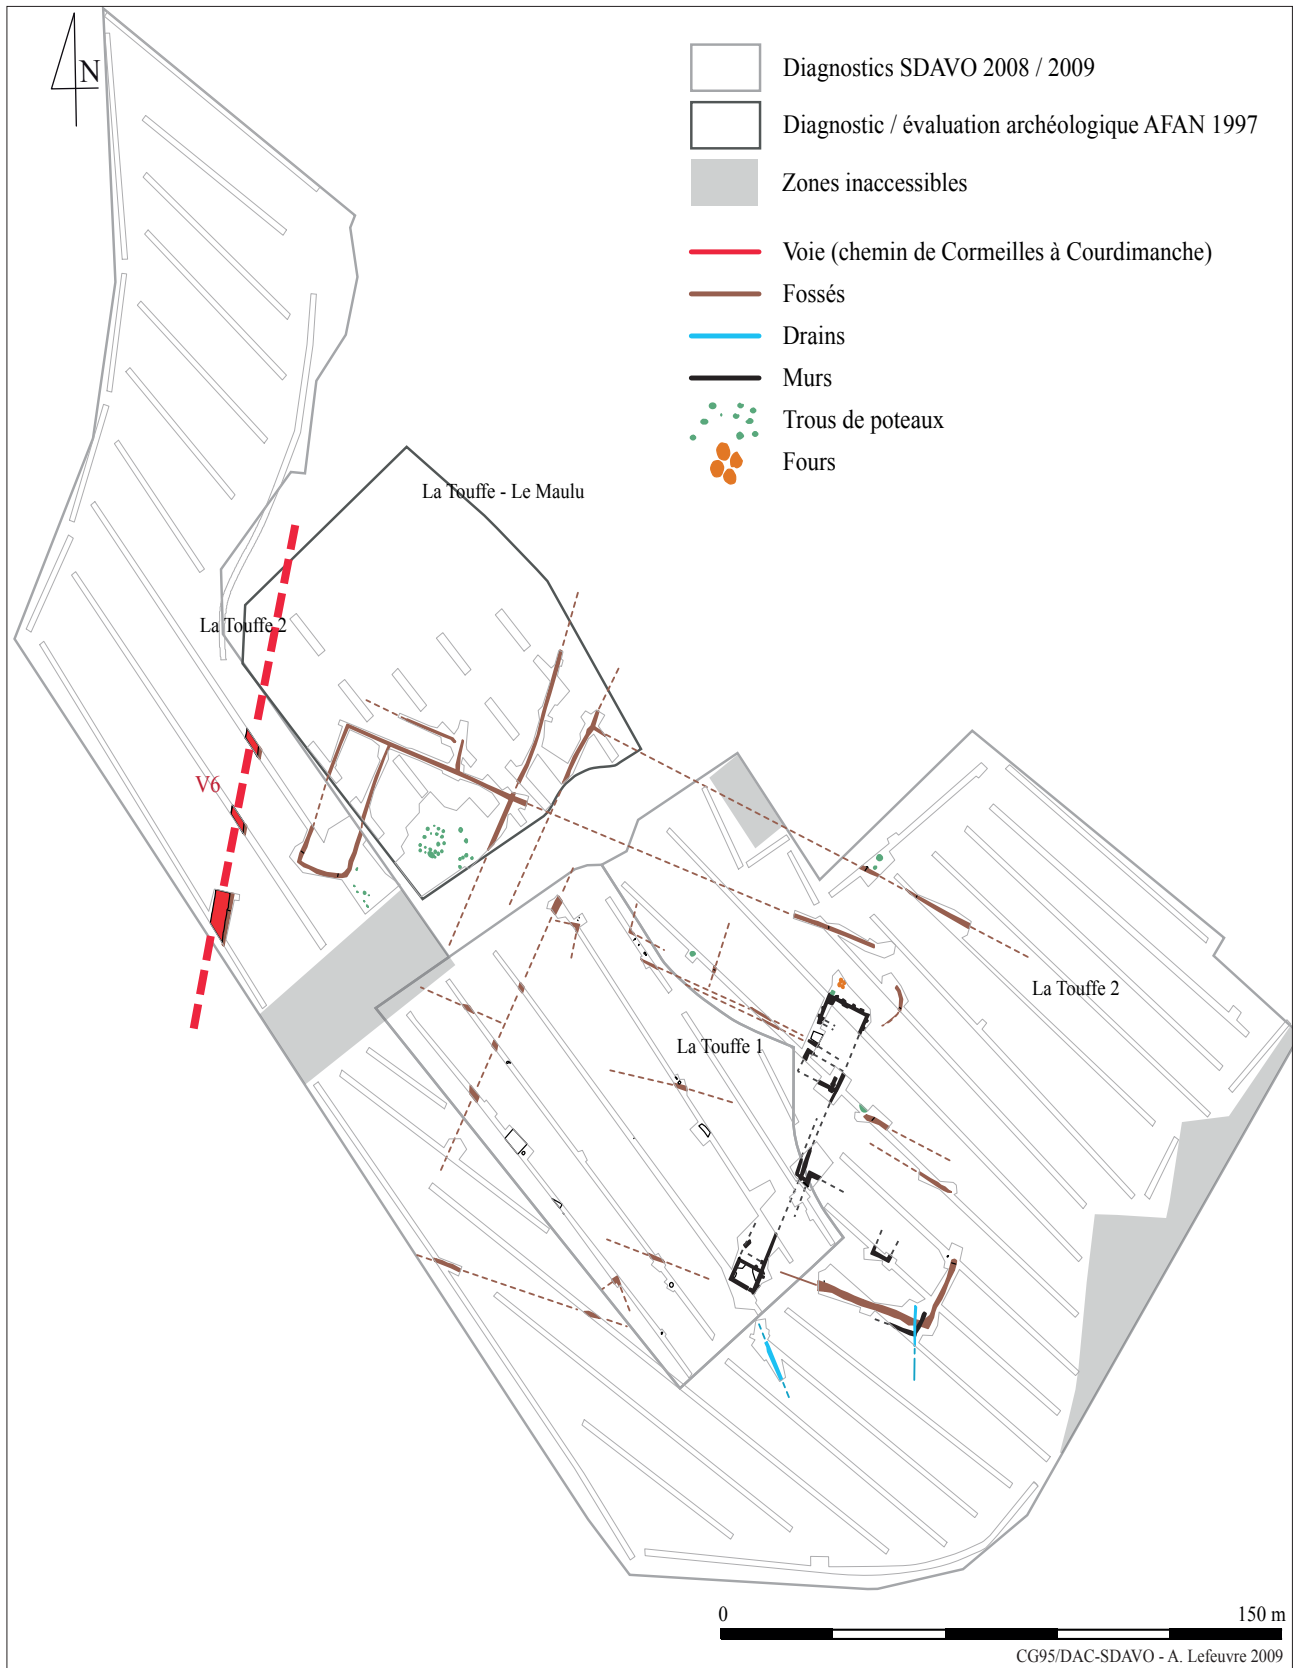 N
Diagnostics SDAVO 2008 / 2009
Diagnostic / évaluation archéologique AFAN 1997
Zones inaccessibles
Voie (chemin de Cormeilles à Courdimanche)
Fossés
Drains
Murs
Trous de poteaux
Fours
La Touffe - Le Maulu
La Touffe 2
V6
La Touffe 2
La Touffe 1
0 150 m
CG95/DAC-SDAVO - A. Lefeuvre 2009